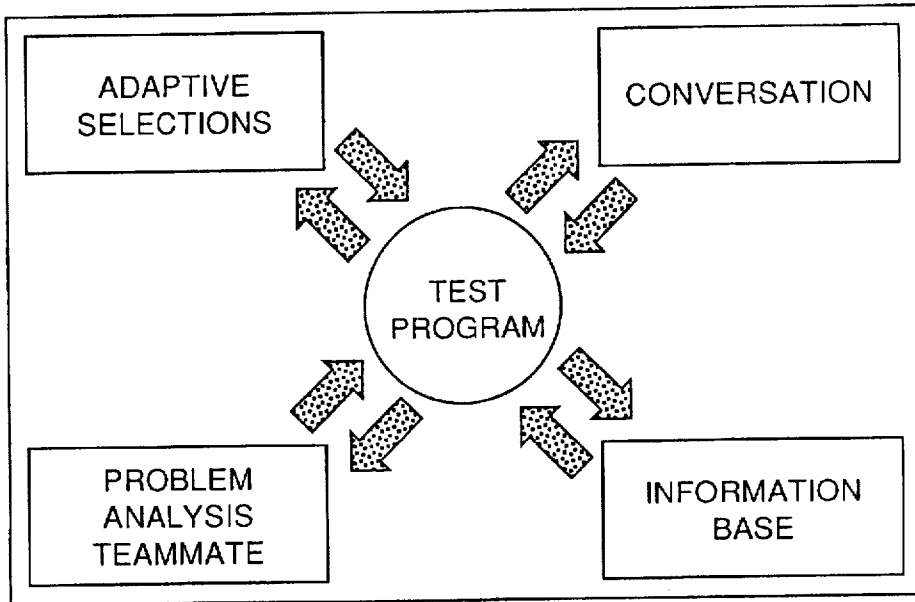 ADAPTIVE
SELECTIONS
CONVERSATION
TEST
PROGRAM
PROBLEM
ANALYSIS
TEAMMATE
INFORMATION
BASE